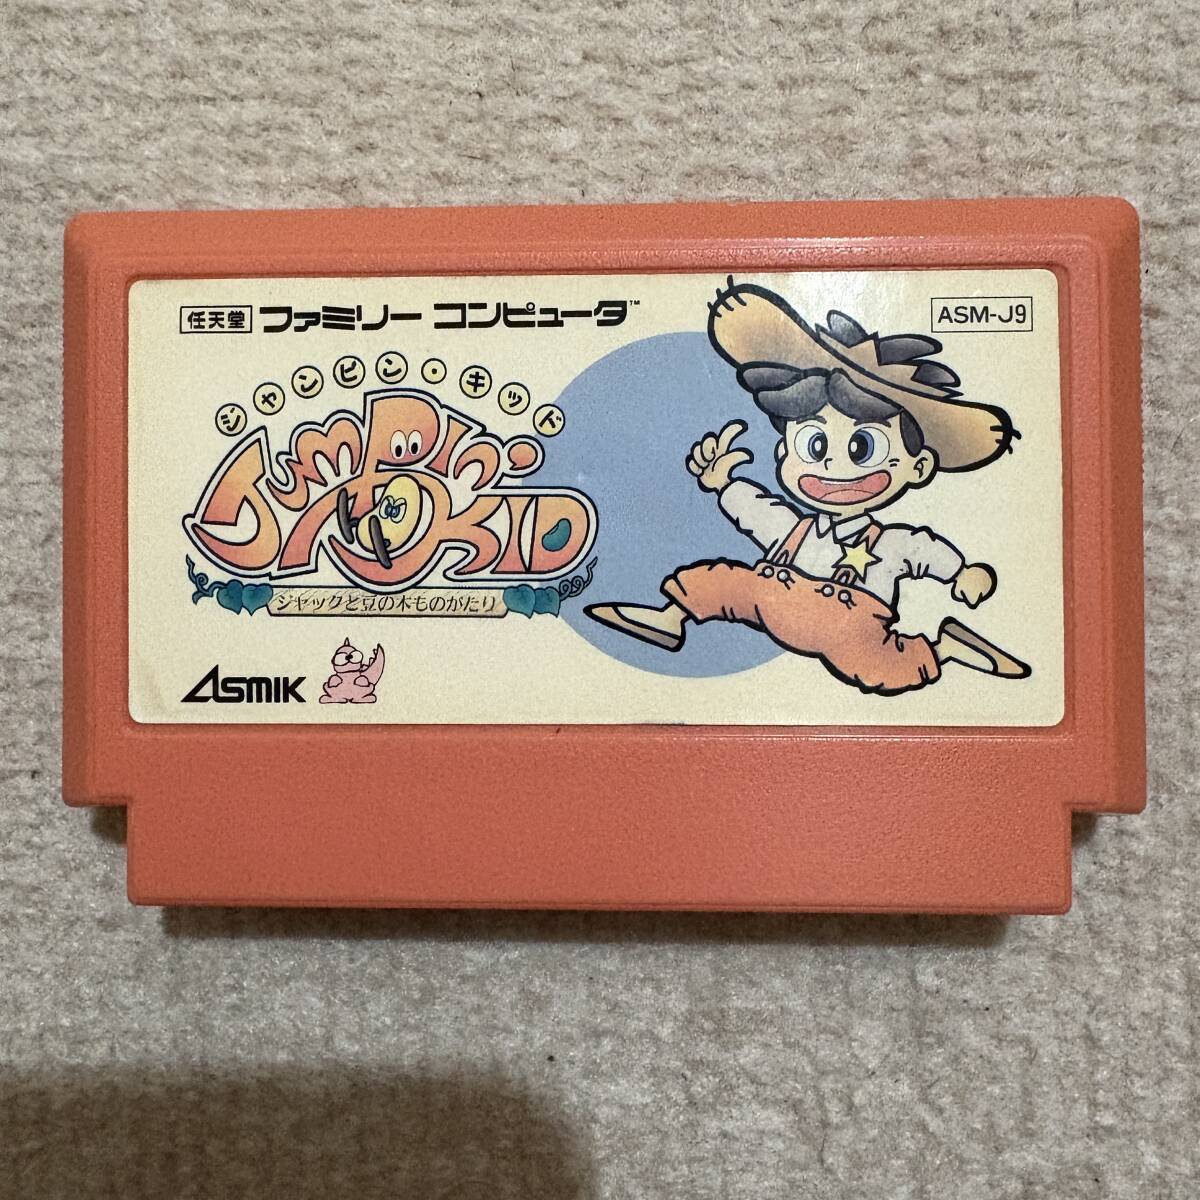 任天堂 ファミリー コンピュータ™
ASM-J9
ジャンピン・キッド
JUMPIN' KID
ジャックと豆の木ものがたり
ASMIK